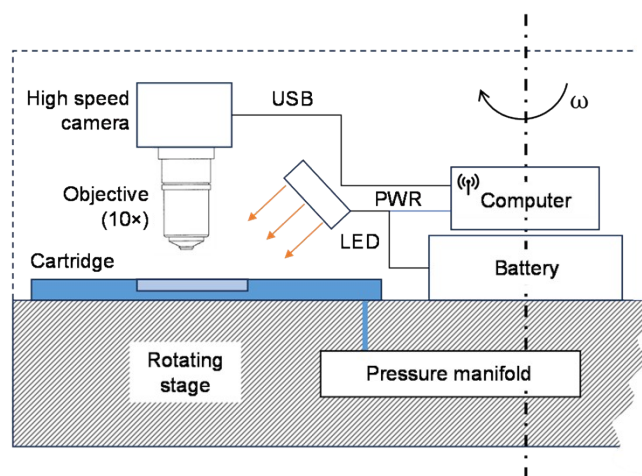 High speed
camera
USB
ω
Objective
(10×)
PWR
Computer
LED
Cartridge
Battery
Rotating
stage
Pressure manifold